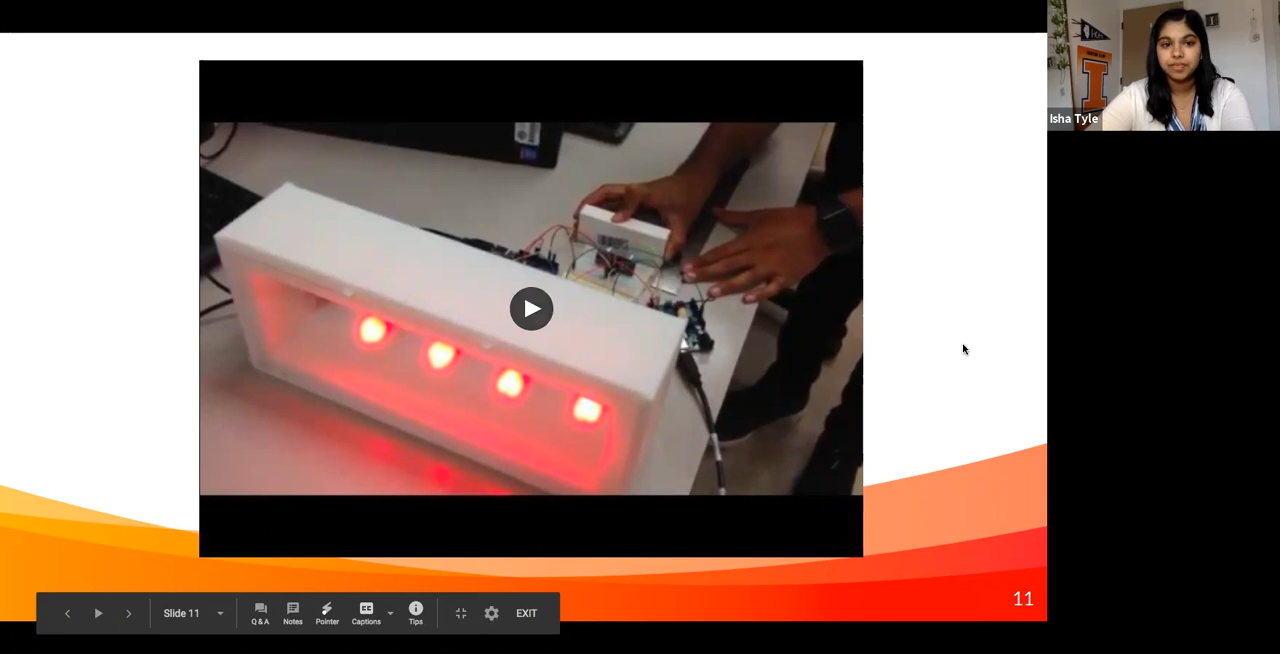 Isha Tyle
I
11
Slide 11
Q & A
Notes
Pointer
Captions
Tips
EXIT